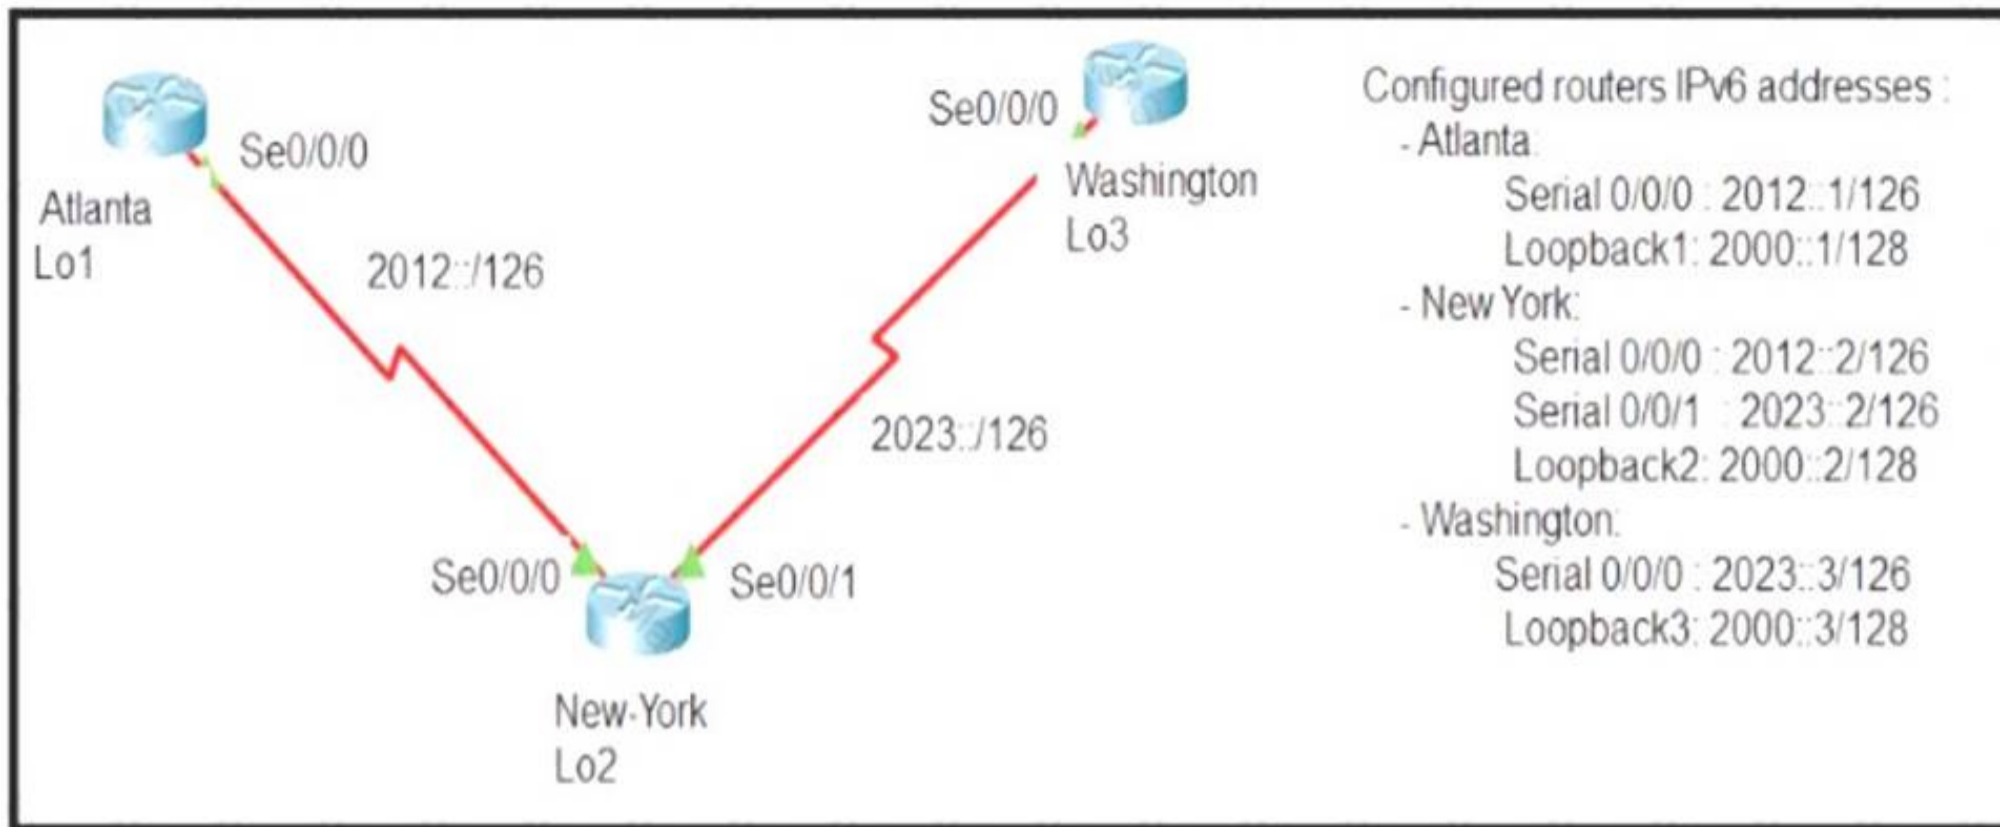 Se0/0/0
Atlanta
Lo1
2012::/126
Se0/0/0
Washington
Lo3
2023::/126
Se0/0/0
Se0/0/1
New-York
Lo2
Configured routers IPv6 addresses :
- Atlanta:
Serial 0/0/0 : 2012::1/126
Loopback1: 2000::1/128
- New York:
Serial 0/0/0 : 2012::2/126
Serial 0/0/1 : 2023::2/126
Loopback2: 2000::2/128
- Washington:
Serial 0/0/0 : 2023::3/126
Loopback3: 2000::3/128